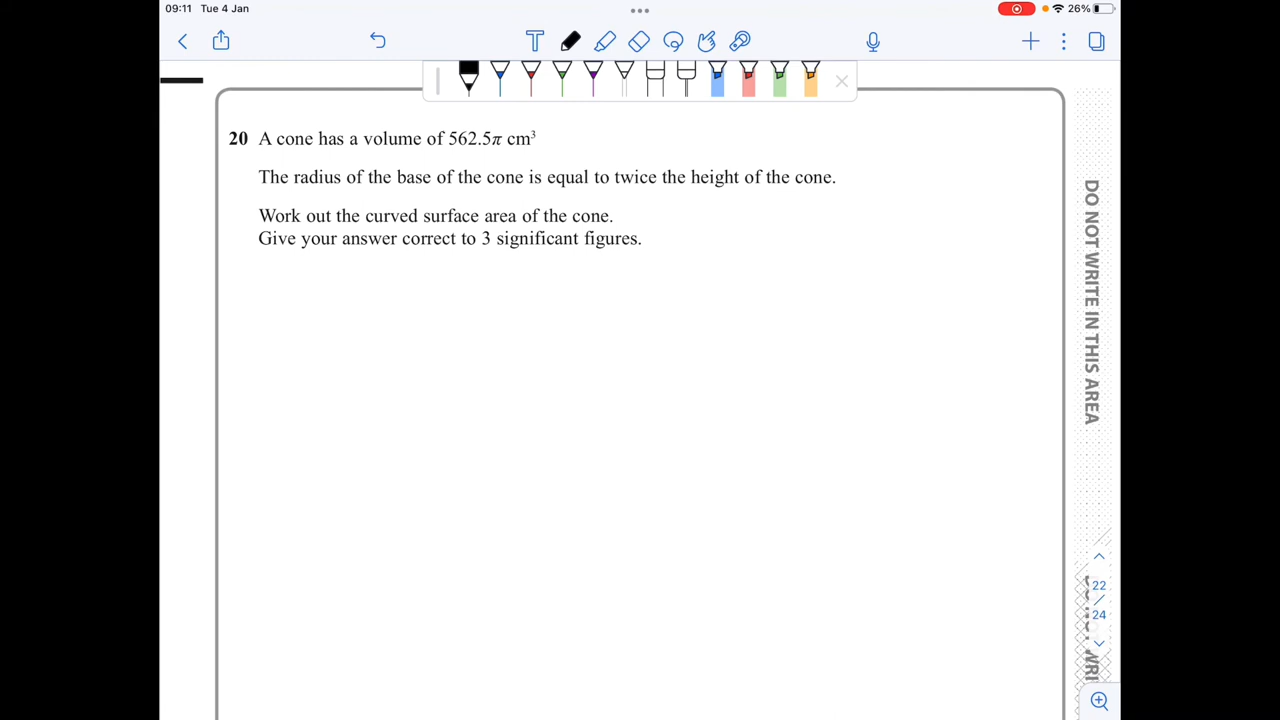 09:11 Tue 4 Jan
26%
20 A cone has a volume of 562.5π cm³
The radius of the base of the cone is equal to twice the height of the cone.
Work out the curved surface area of the cone.
Give your answer correct to 3 significant figures.
DO NOT WRITE IN THIS AREA
22
/
24
WRI